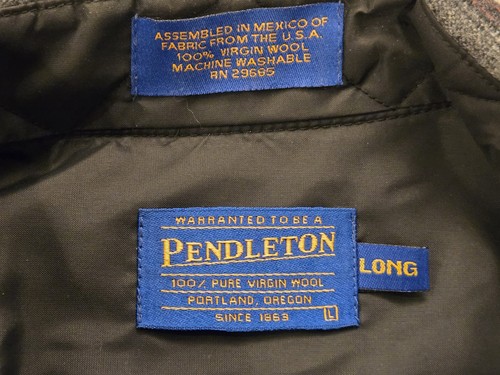 ASSEMBLED IN MEXICO OF
FABRIC FROM THE U.S.A.
100% VIRGIN WOOL
MACHINE WASHABLE
RN 29685
WARRANTED TO BE A
PENDLETON
100% PURE VIRGIN WOOL
PORTLAND, OREGON
SINCE 1863
L
LONG